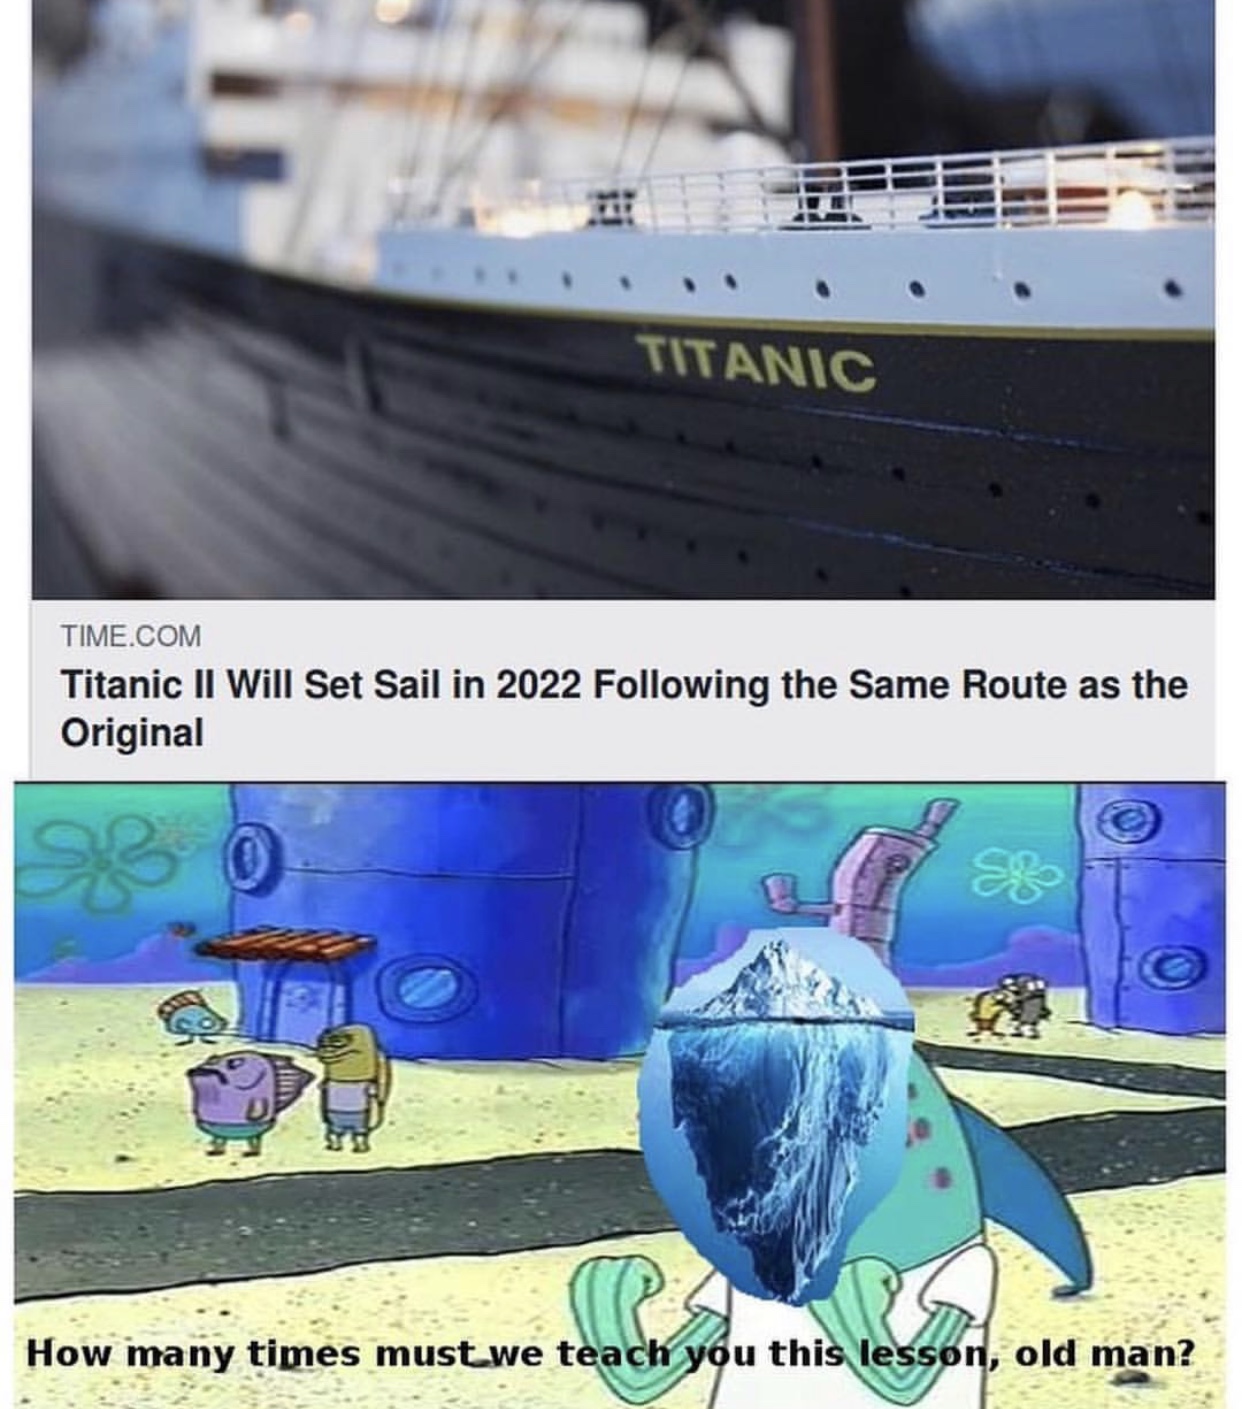 TITANIC
TIME.COM
Titanic II Will Set Sail in 2022 Following the Same Route as the
Original
How many times must we teach you this lesson, old man?